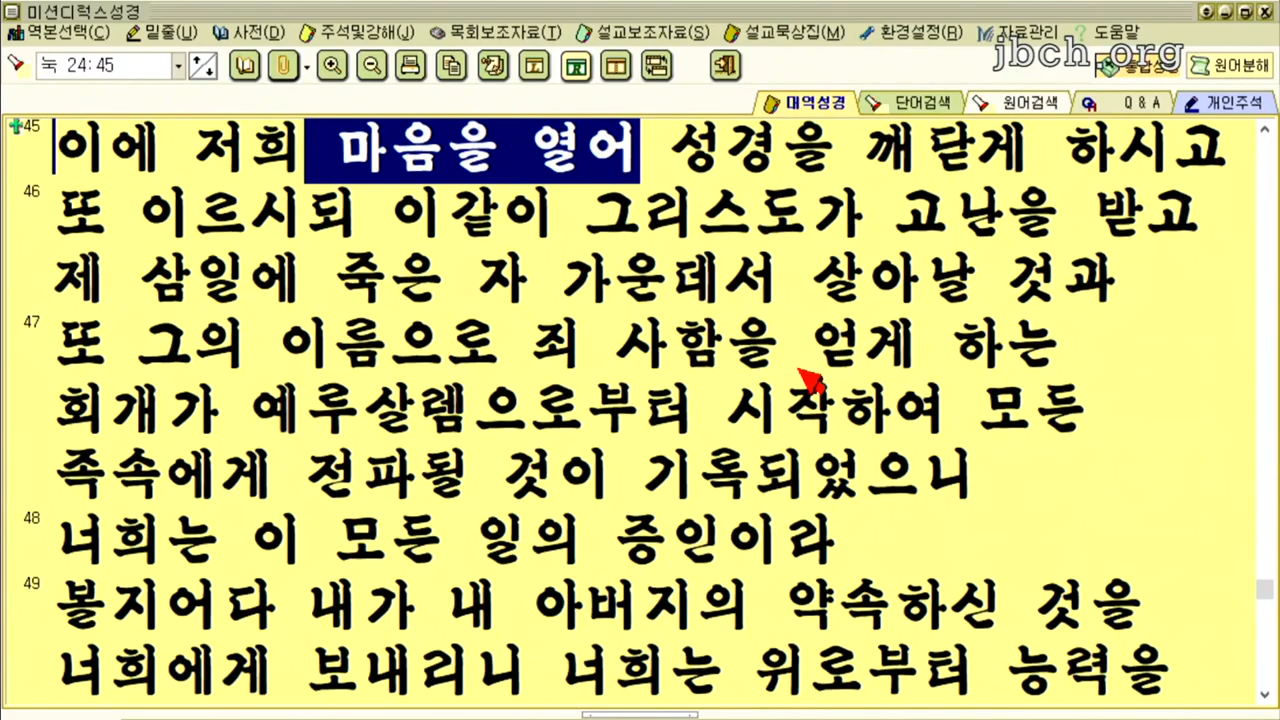 미션디럭스성경
역본선택(C) 밑줄(U) 사전(D) 주석및강해(J) 목회보조자료(T) 설교보조자료(S) 설교묵상집(M) 환경설정(R) 자료관리 도움말
jbch.org
눅 24:45
원어분해
대역성경 단어검색 원어검색 Q & A 개인주석
45 이에 저희 마음을 열어 성경을 깨닫게 하시고
46 또 이르시되 이같이 그리스도가 고난을 받고
제 삼일에 죽은 자 가운데서 살아날 것과
47 또 그의 이름으로 죄 사함을 얻게 하는
회개가 예루살렘으로부터 시작하여 모든
족속에게 전파될 것이 기록되었으니
48 너희는 이 모든 일의 증인이라
49 볼지어다 내가 내 아버지의 약속하신 것을
너희에게 보내리니 너희는 위로부터 능력을